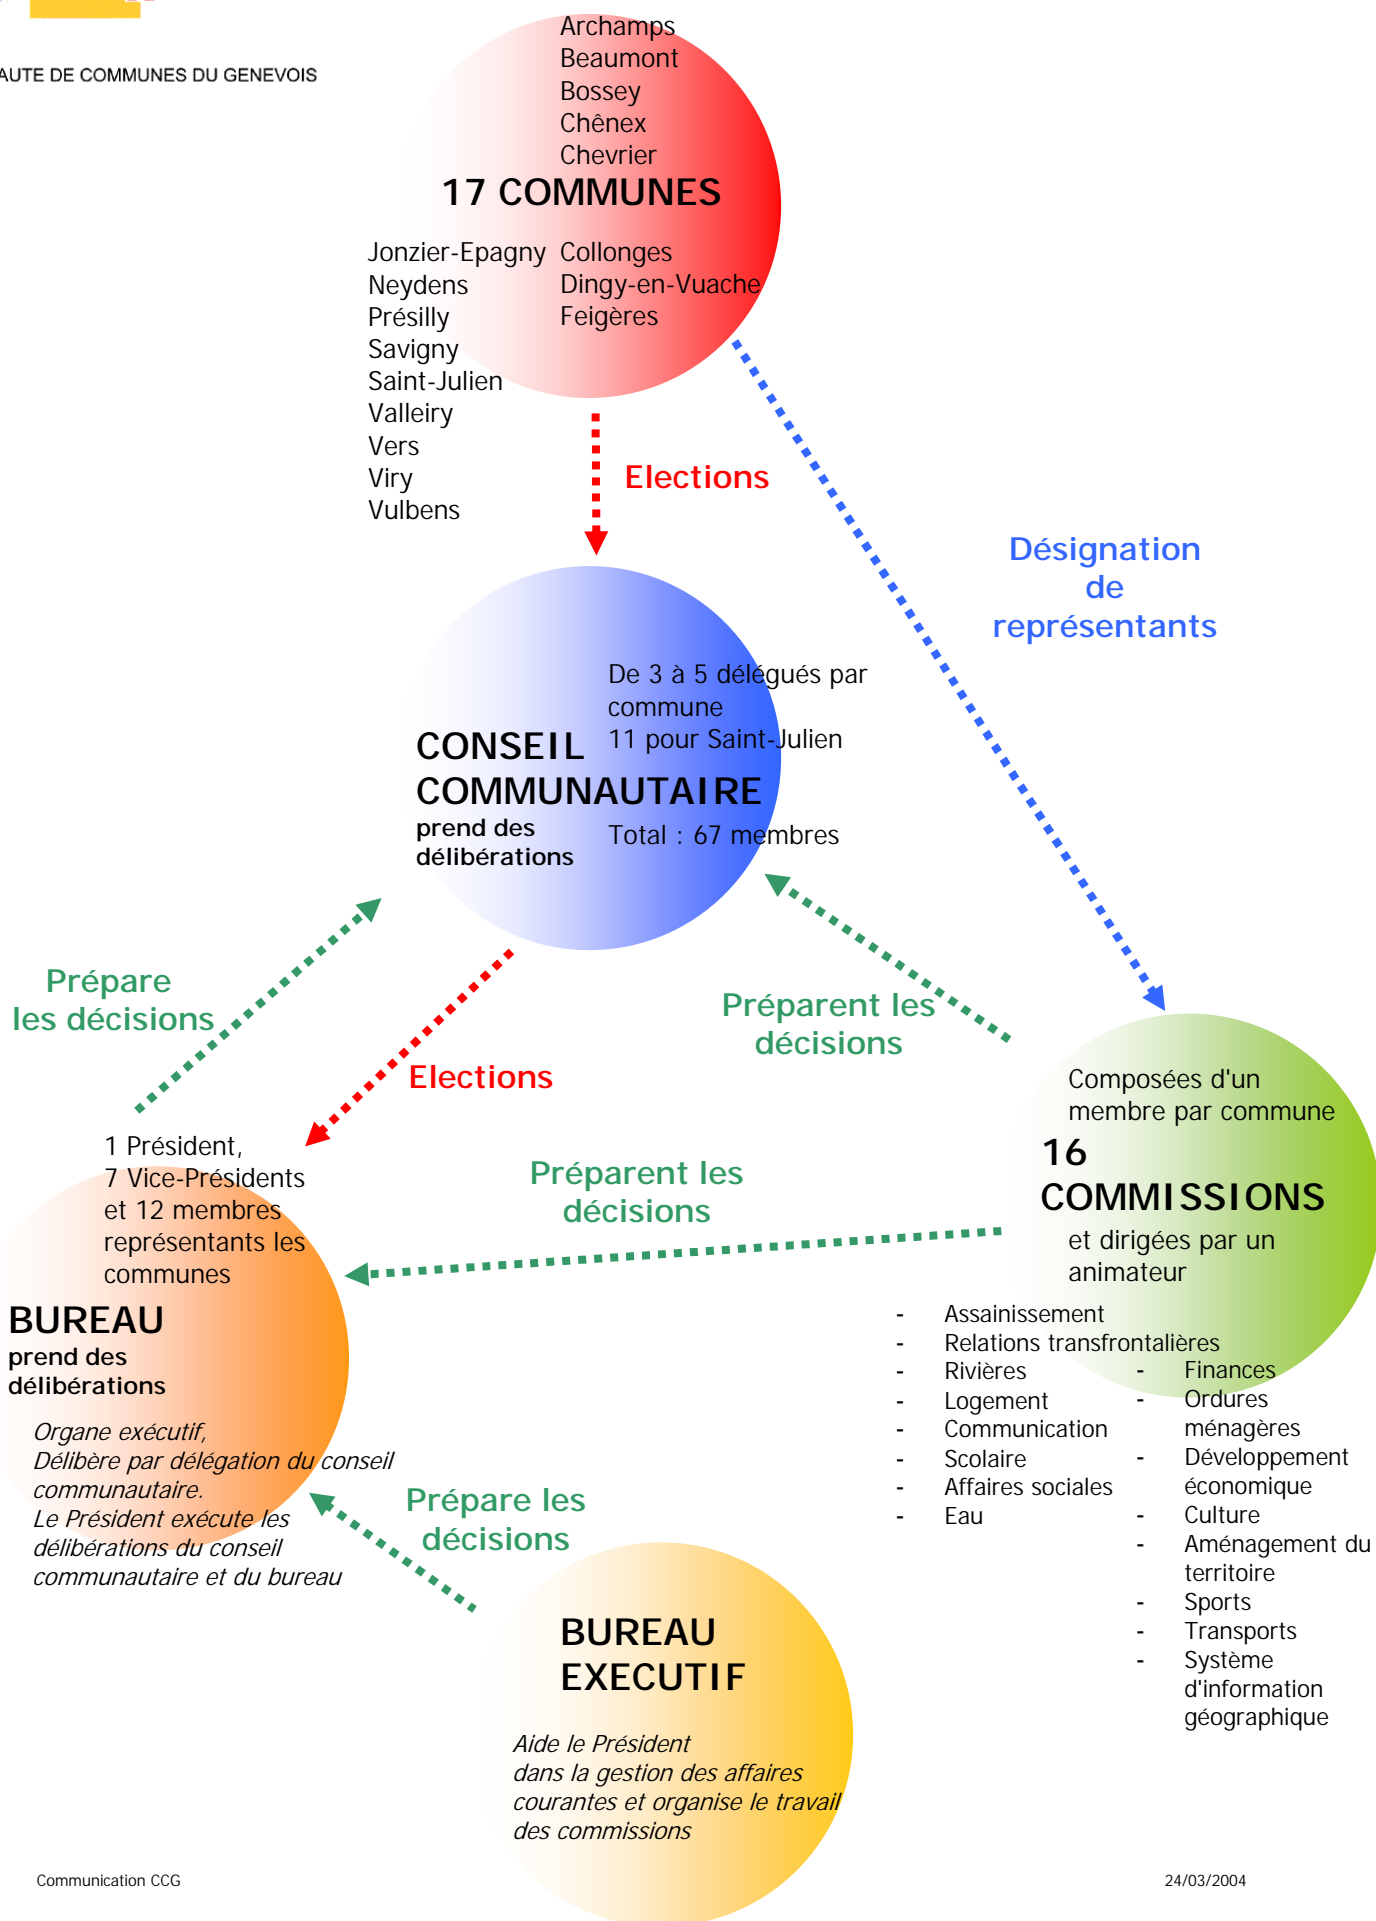 AUTE DE COMMUNES DU GENEVOIS
Archamps
Beaumont
Bossey
Chênex
Chevrier
17 COMMUNES
Jonzier-Epagny
Neydens
Présilly
Savigny
Saint-Julien
Valleiry
Vers
Viry
Vulbens
Collonges
Dingy-en-Vuache
Feigères
Elections
Désignation
de
représentants
De 3 à 5 délégués par
commune
11 pour Saint-Julien
CONSEIL
COMMUNAUTAIRE
prend des
délibérations
Total : 67 membres
Prépare
les décisions
Elections
Préparent les
décisions
Composées d'un
membre par commune
16
COMMISSIONS
et dirigées par un
animateur
1 Président,
7 Vice-Présidents
et 12 membres
représentants les
communes
Préparent les
décisions
BUREAU
prend des
délibérations
Organe exécutif,
Délibère par délégation du conseil
communautaire.
Le Président exécute les
délibérations du conseil
communautaire et du bureau
- Assainissement
- Relations transfrontalières
- Rivières
- Logement
- Communication
- Scolaire
- Affaires sociales
- Eau
- Finances
- Ordures
ménagères
- Développement
économique
- Culture
- Aménagement du
territoire
- Sports
- Transports
- Système
d'information
géographique
Prépare les
décisions
BUREAU
EXECUTIF
Aide le Président
dans la gestion des affaires
courantes et organise le travail
des commissions
Communication CCG
24/03/2004